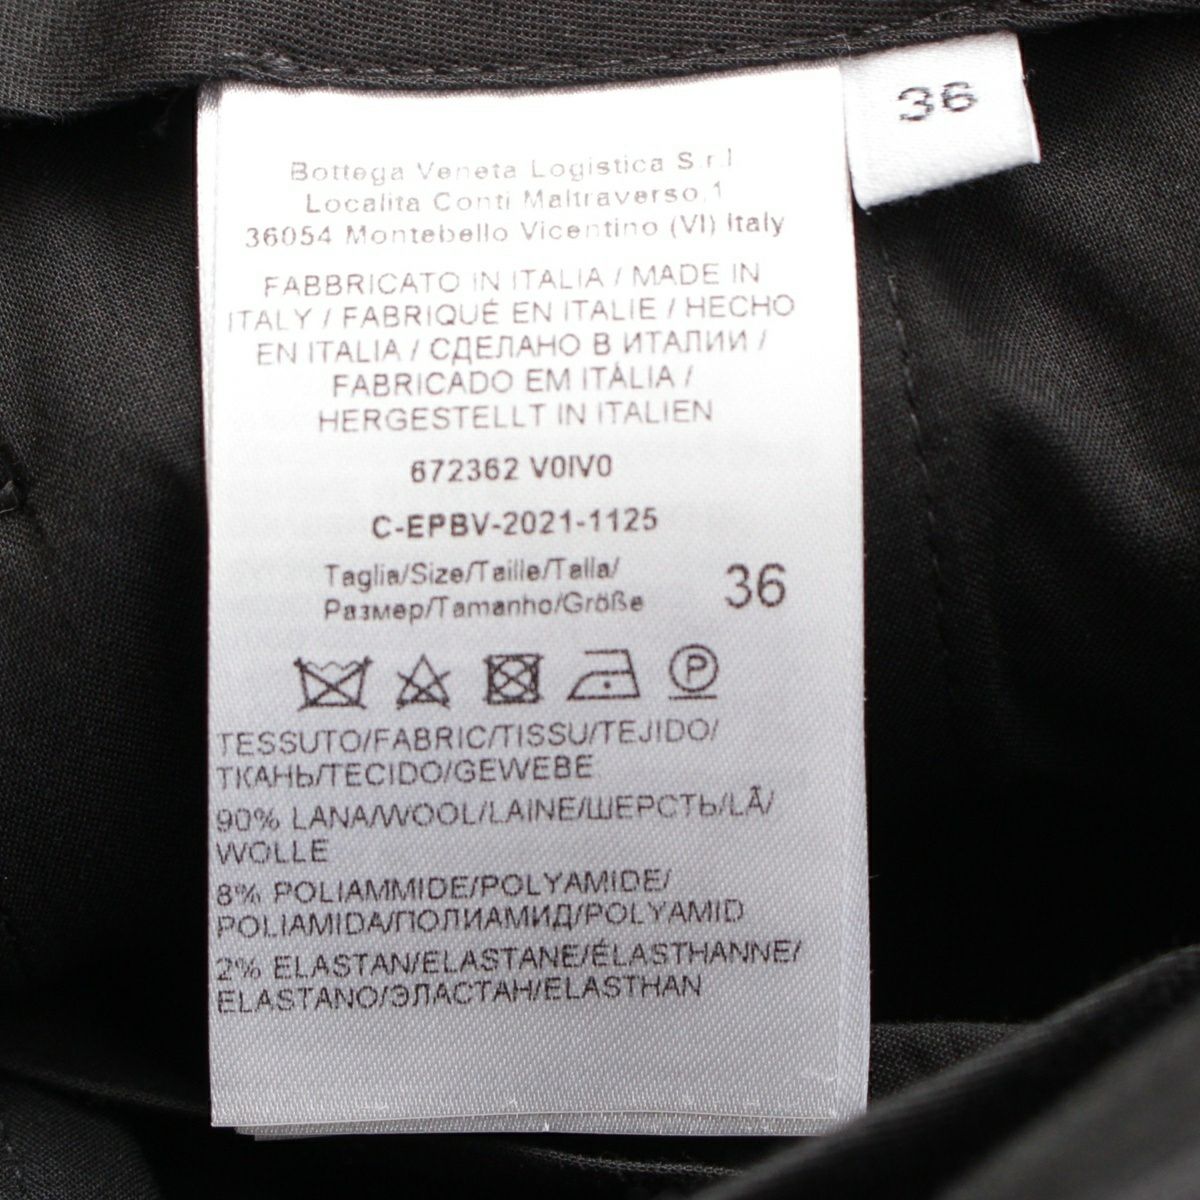 36
Bottega Veneta Logistica S.r.l
Localita Conti Maltraverso,1
36054 Montebello Vicentino (VI) Italy
FABBRICATO IN ITALIA / MADE IN
ITALY / FABRIQUÉ EN ITALIE / HECHO
EN ITALIA / СДЕЛАНО В ИТАЛИИ /
FABRICADO EM ITÁLIA /
HERGESTELLT IN ITALIEN
672362 V0IV0
C-EPBV-2021-1125
Taglia/Size/Taille/Talla/
Размер/Tamanho/Größe 36
P
TESSUTO/FABRIC/TISSU/TEJIDO/
ТКАНЬ/TECIDO/GEWEBE
90% LANA/WOOL/LAINE/ШЕРСТЬ/LÃ/
WOLLE
8% POLIAMMIDE/POLYAMIDE/
POLIAMIDA/ПОЛИАМИД/POLYAMID
2% ELASTAN/ELASTANE/ÉLASTHANNE/
ELASTANO/ЭЛАСТАН/ELASTHAN